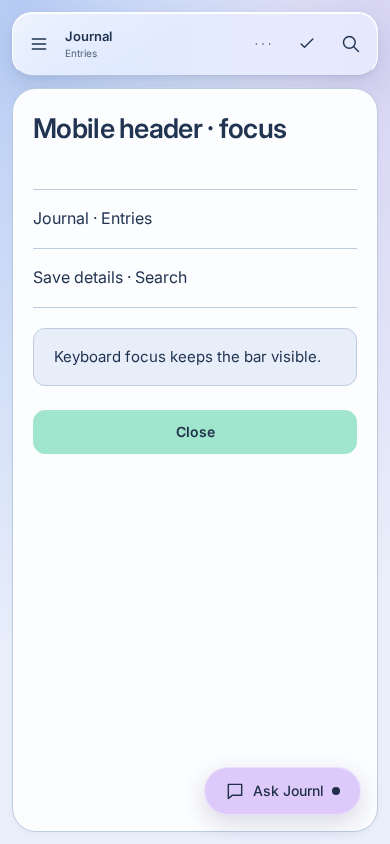 Journal
Entries
···
Mobile header · focus
Journal · Entries
Save details · Search
Keyboard focus keeps the bar visible.
Close
Ask Journl